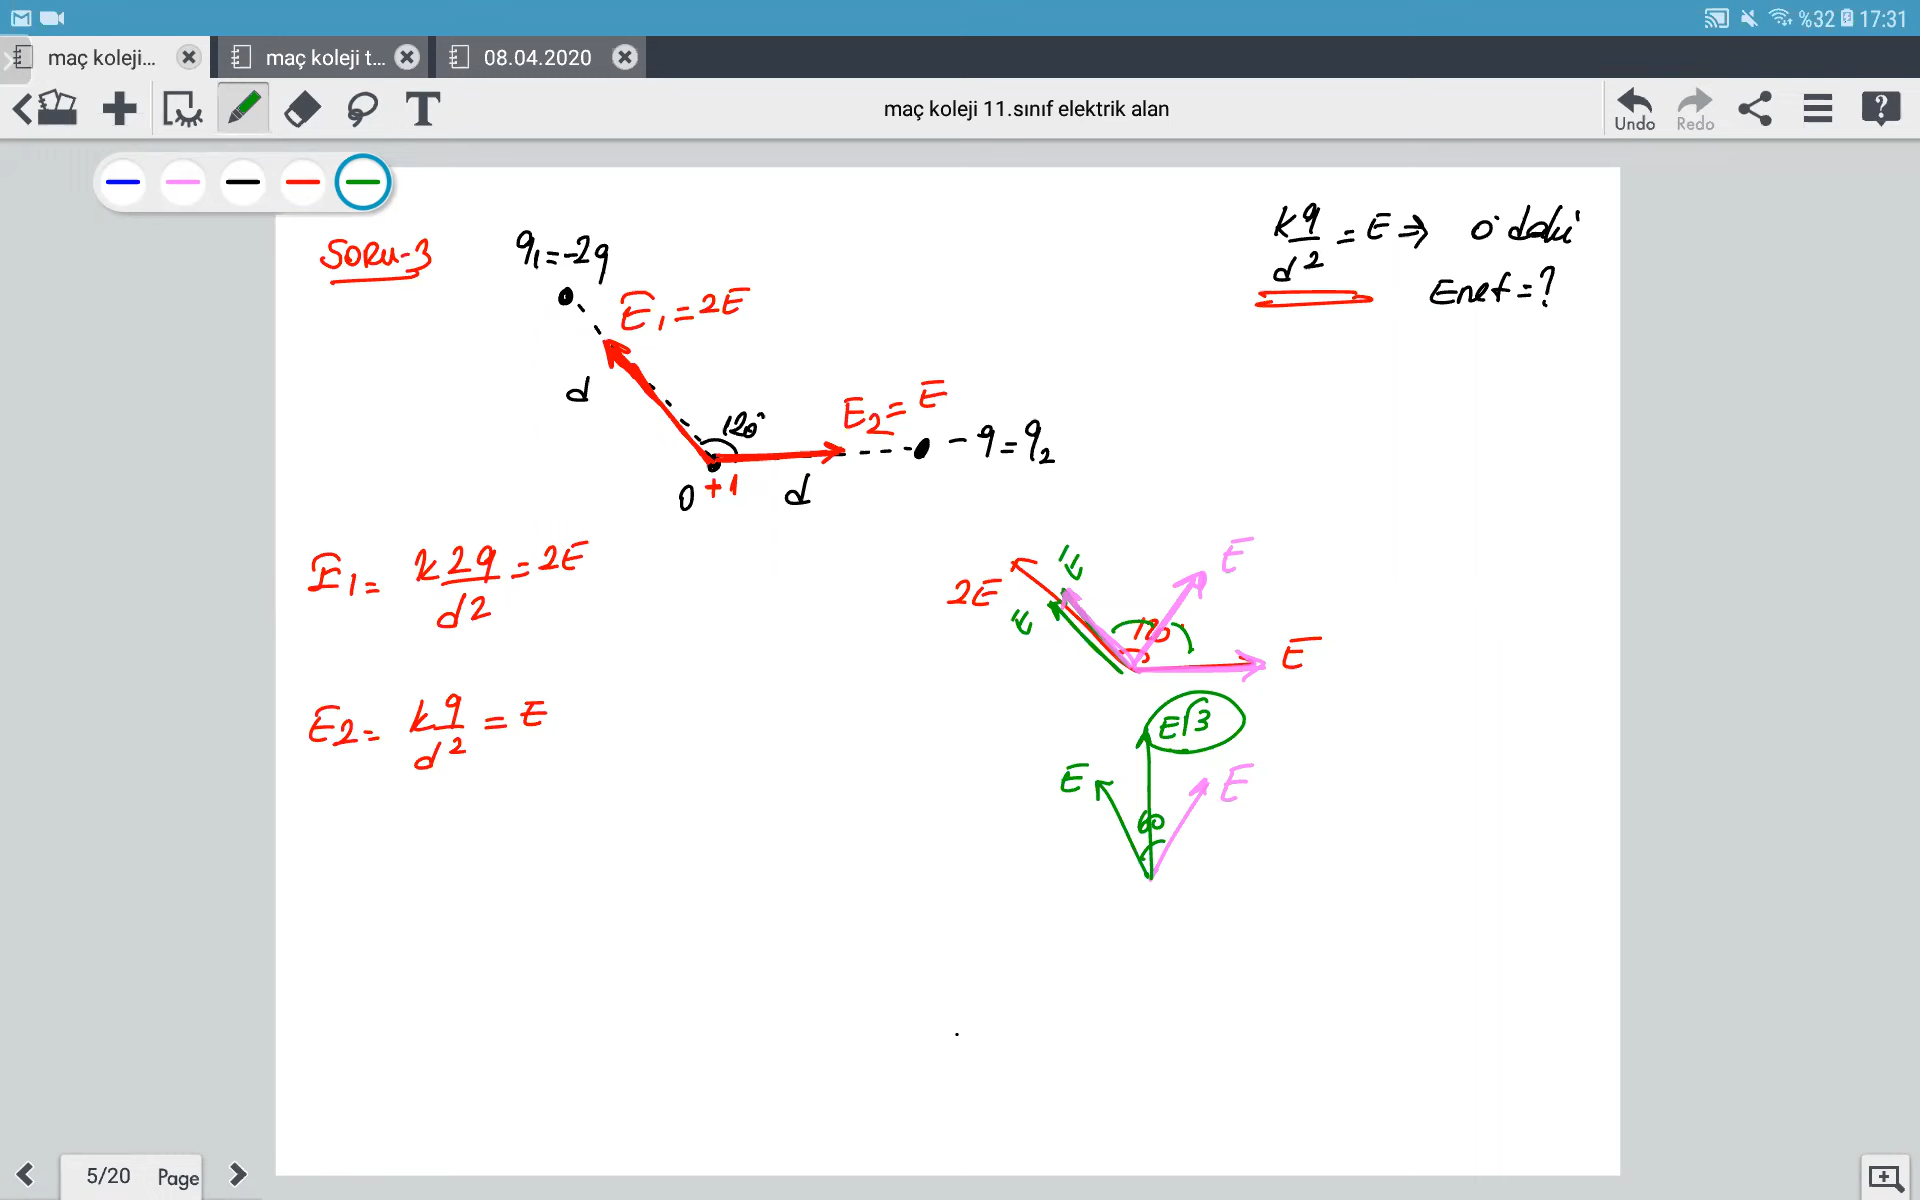 %32 17:31
maç koleji...
maç koleji t...
08.04.2020
T
maç koleji 11.sınıf elektrik alan
Undo
Redo
SORU-3
q1=-2q
kq/d2 = E ⇒ O'daki
Enet=?
E1=2E
d
120°
E2=E
-q=q2
O +1
d
E1= k2q/d2 =2E
E2= kq/d2 = E
E
E
2E
E
120°
E
E√3
E
E
60
5/20 Page